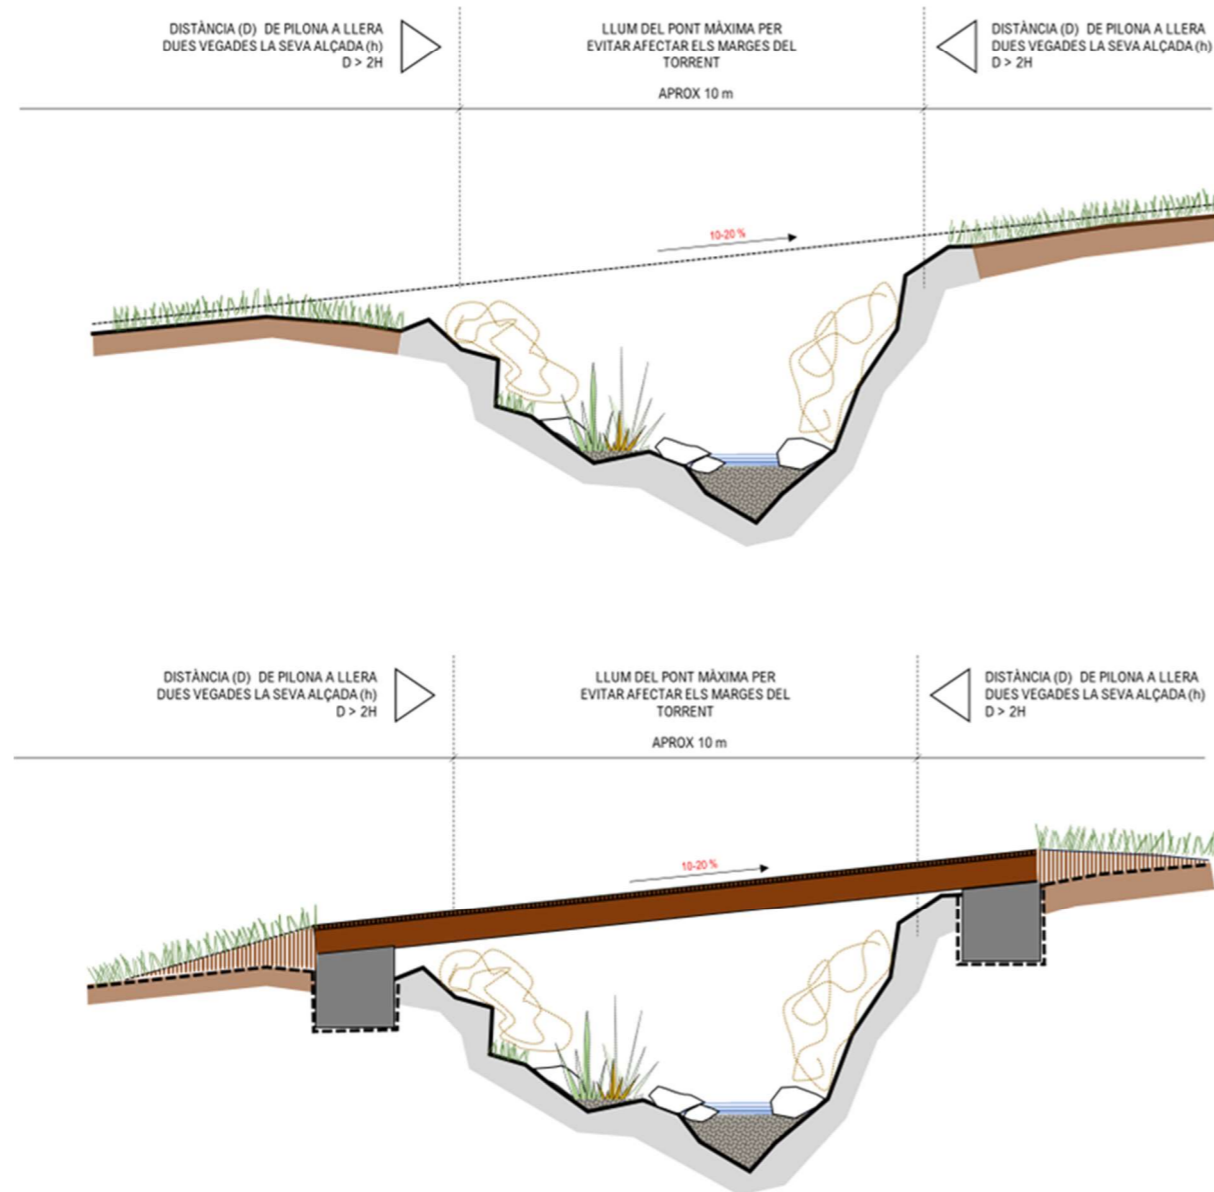 DISTÀNCIA (D) DE PILONA A LLERA
DUES VEGADES LA SEVA ALÇADA (h)
D > 2H
LLUM DEL PONT MÀXIMA PER
EVITAR AFECTAR ELS MARGES DEL
TORRENT
APROX 10 m
DISTÀNCIA (D) DE PILONA A LLERA
DUES VEGADES LA SEVA ALÇADA (h)
D > 2H
10-20 %
DISTÀNCIA (D) DE PILONA A LLERA
DUES VEGADES LA SEVA ALÇADA (h)
D > 2H
LLUM DEL PONT MÀXIMA PER
EVITAR AFECTAR ELS MARGES DEL
TORRENT
APROX 10 m
DISTÀNCIA (D) DE PILONA A LLERA
DUES VEGADES LA SEVA ALÇADA (h)
D > 2H
10-20 %